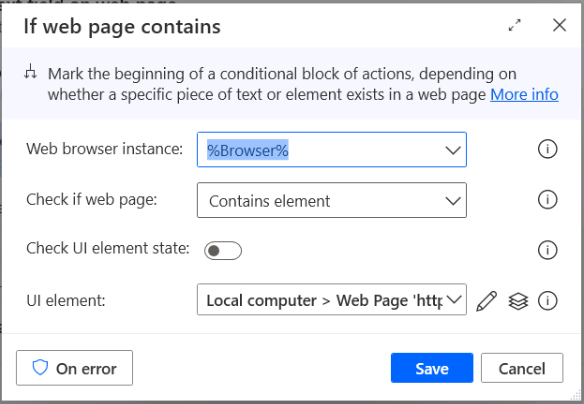 If web page contains
Mark the beginning of a conditional block of actions, depending on
whether a specific piece of text or element exists in a web page More info
Web browser instance: %Browser%
Check if web page: Contains element
Check UI element state:
UI element: Local computer > Web Page 'http
On error Save Cancel